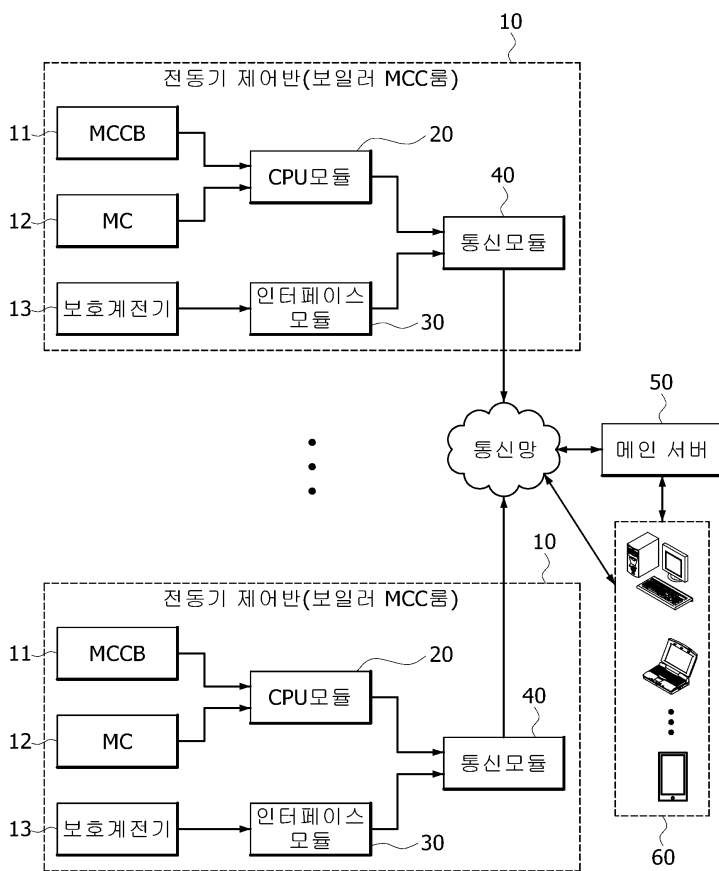 10
전동기 제어반(보일러 MCC룸)
11
MCCB
20
CPU모듈
12
MC
40
통신모듈
13
보호계전기
인터페이스
모듈
30
50
통신망
메인 서버
10
전동기 제어반(보일러 MCC룸)
11
MCCB
20
CPU모듈
12
MC
40
통신모듈
13
보호계전기
인터페이스
모듈
30
60